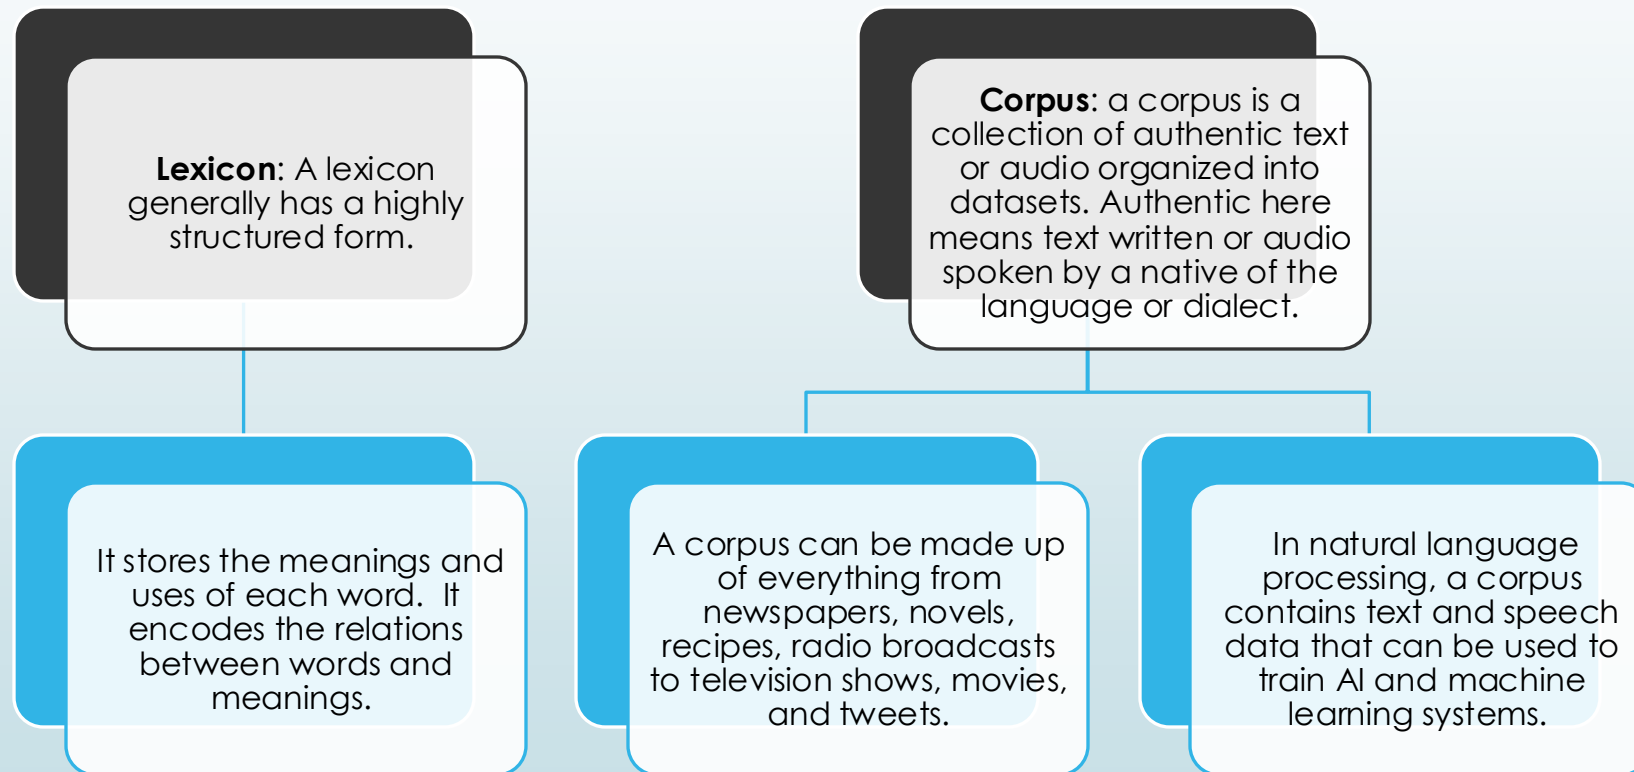 Lexicon: A lexicon
generally has a highly
structured form.
Corpus: a corpus is a
collection of authentic text
or audio organized into
datasets. Authentic here
means text written or audio
spoken by a native of the
language or dialect.
It stores the meanings and
uses of each word.  It
encodes the relations
between words and
meanings.
A corpus can be made up
of everything from
newspapers, novels,
recipes, radio broadcasts
to television shows, movies,
and tweets.
In natural language
processing, a corpus
contains text and speech
data that can be used to
train AI and machine
learning systems.